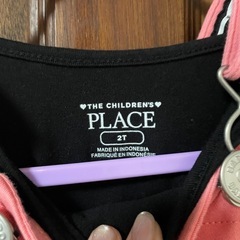 ♥THE CHILDREN'S♥
PLACE
2T
MADE IN INDONESIA
FABRIQUÉ EN INDONÉSIE